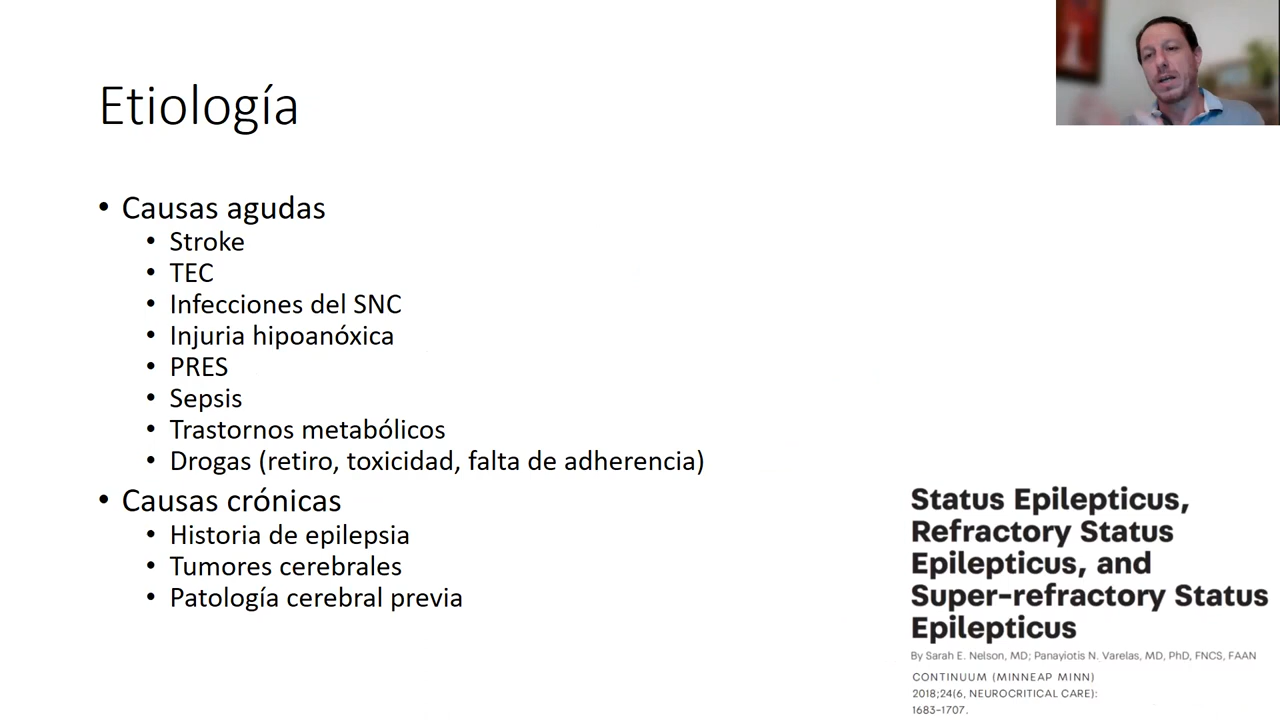 Etiología
• Causas agudas
• Stroke
• TEC
• Infecciones del SNC
• Injuria hipoanóxica
• PRES
• Sepsis
• Trastornos metabólicos
• Drogas (retiro, toxicidad, falta de adherencia)
• Causas crónicas
• Historia de epilepsia
• Tumores cerebrales
• Patología cerebral previa
Status Epilepticus,
Refractory Status
Epilepticus, and
Super-refractory Status
Epilepticus
By Sarah E. Nelson, MD; Panayiotis N. Varelas, MD, PhD, FNCS, FAAN
CONTINUUM (MINNEAP MINN)
2018;24(6, NEUROCRITICAL CARE):
1683–1707.